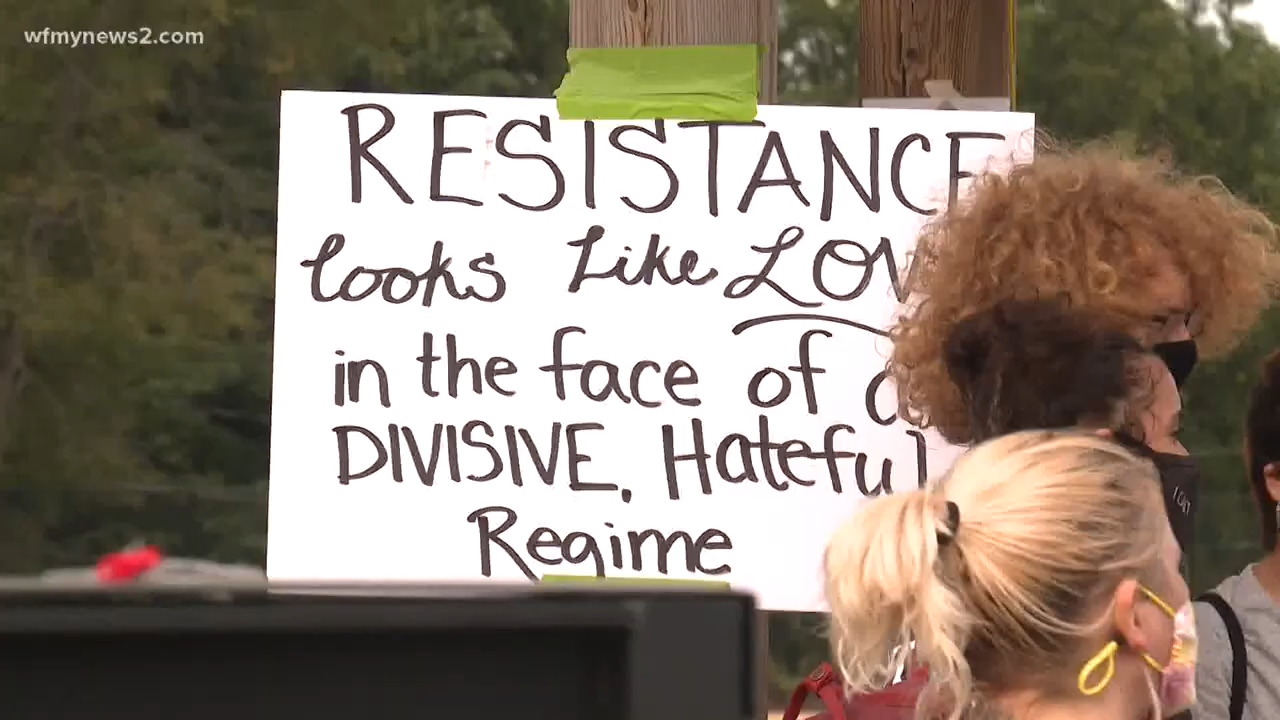 wfmynews2.com
RESISTANCE
looks Like LOV
in the face of a
DIVISIVE, Hateful
Regime